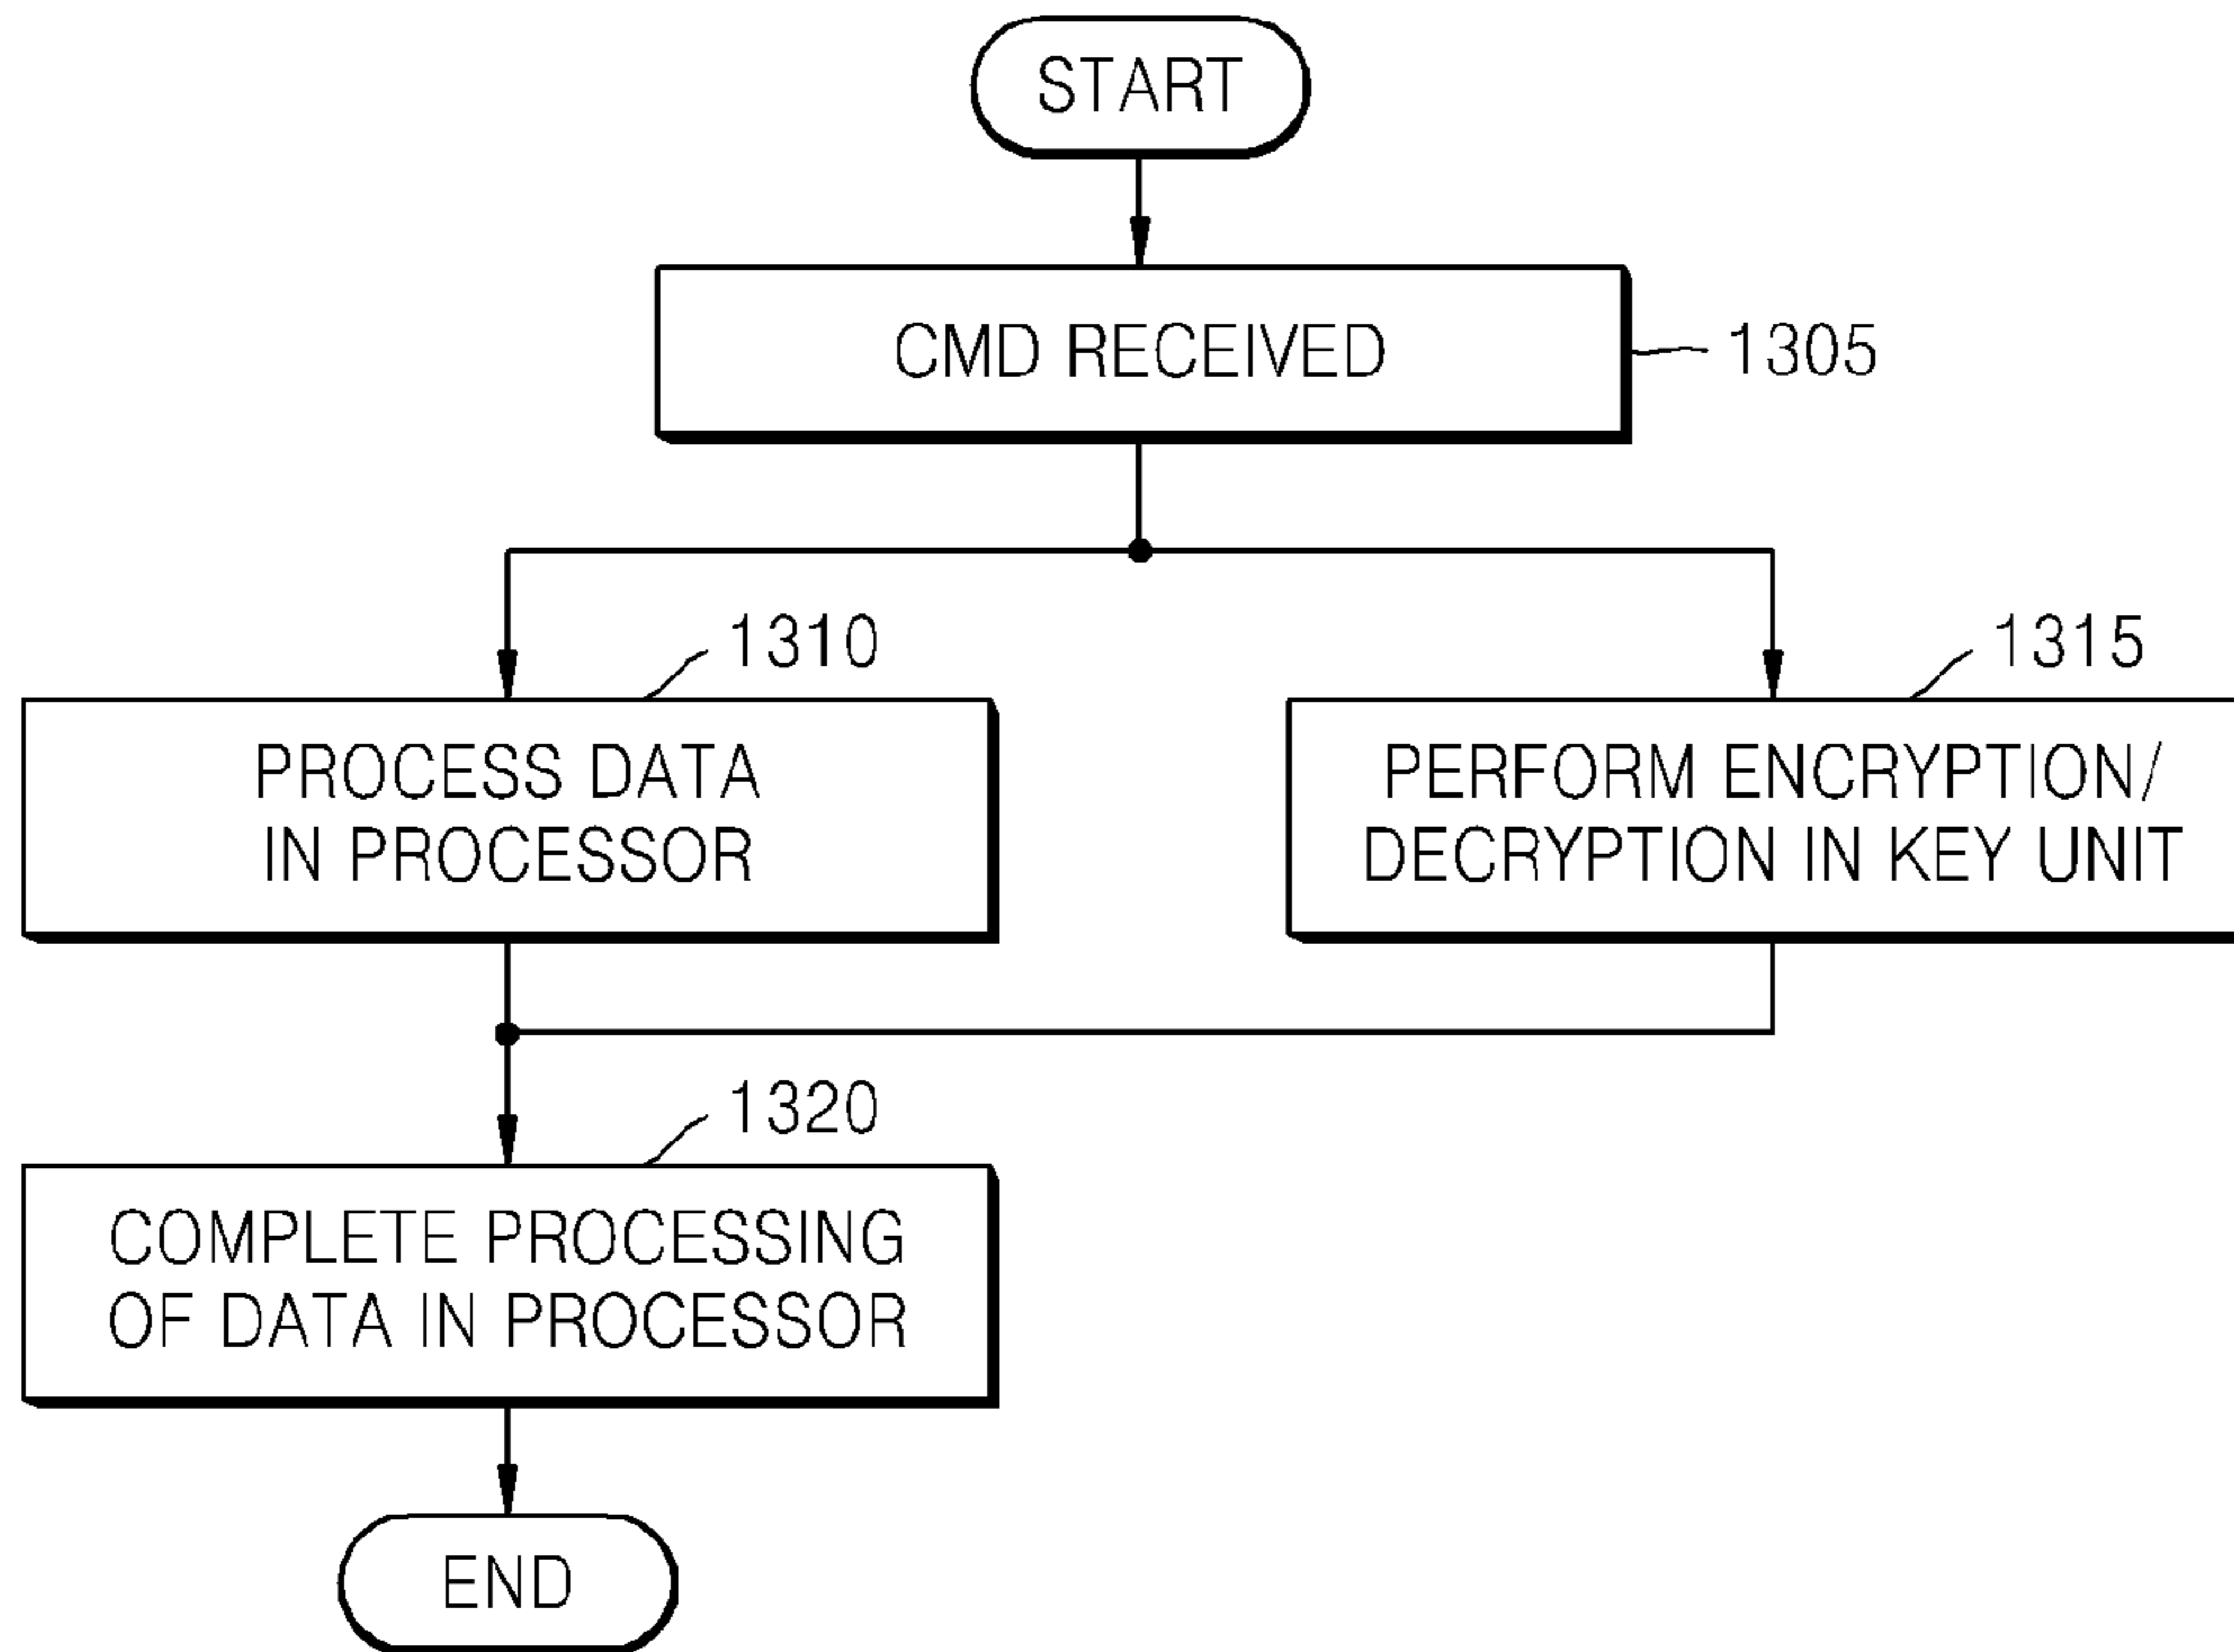 START
CMD RECEIVED
1305
1310
PROCESS DATA
IN PROCESSOR
1315
PERFORM ENCRYPTION/
DECRYPTION IN KEY UNIT
1320
COMPLETE PROCESSING
OF DATA IN PROCESSOR
END